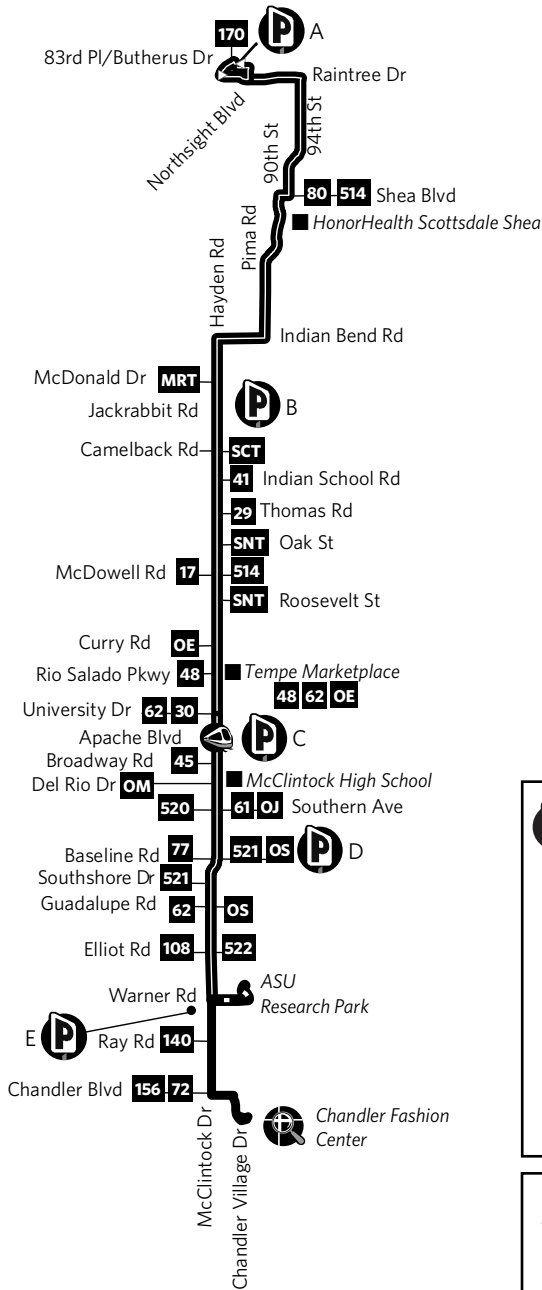 170 P A
83rd Pl/Butherus Dr
Raintree Dr
Northsight Blvd
90th St
94th St
80 514 Shea Blvd
HonorHealth Scottsdale Shea
Pima Rd
Hayden Rd
Indian Bend Rd
McDonald Dr MRT
Jackrabbit Rd P B
Camelback Rd SCT
41 Indian School Rd
29 Thomas Rd
SNT Oak St
McDowell Rd 17 514
SNT Roosevelt St
Curry Rd OE
Rio Salado Pkwy 48 Tempe Marketplace
48 62 OE
University Dr 62 30
Apache Blvd P C
Broadway Rd 45
Del Rio Dr OM McClintock High School
520 61 OJ Southern Ave
Baseline Rd 77 521 OS P D
Southshore Dr 521
Guadalupe Rd 62 OS
Elliot Rd 108 522
ASU
Research Park
Warner Rd
E P Ray Rd 140
Chandler Blvd 156 72
McClintock Dr
Chandler Village Dr
Chandler Fashion
Center